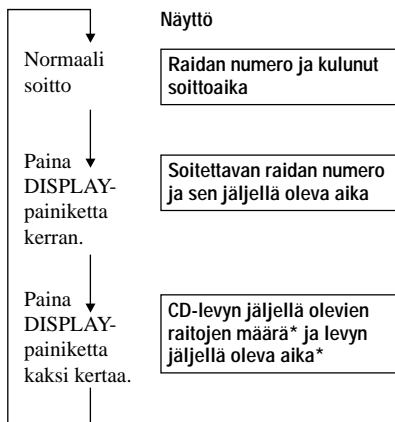 Näyttö
Normaali
soitto
Raidan numero ja kulunut
soittoaika
Paina
DISPLAY-
painiketta
kerran.
Soitettavan raidan numero
ja sen jäljellä oleva aika
Paina
DISPLAY-
painiketta
kaksi kertaa.
CD-levyn jäljellä olevien
raitojen määrä* ja levyn
jäljellä oleva aika*